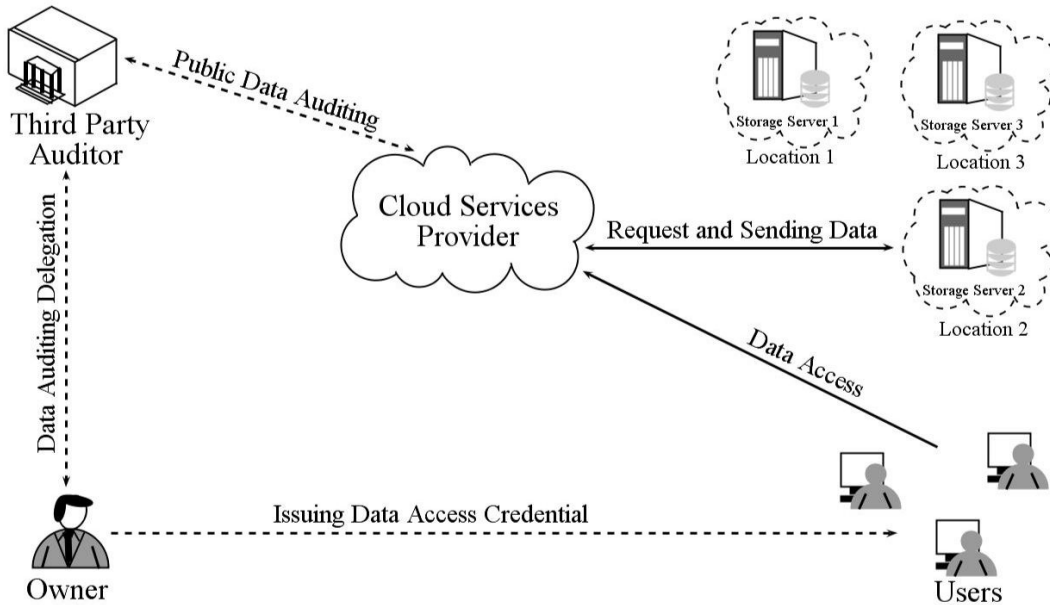 Third Party
Auditor
Public Data Auditing
Storage Server 1
Location 1
Storage Server 3
Location 3
Cloud Services
Provider
Request and Sending Data
Storage Server 2
Location 2
Data Auditing Delegation
Data Access
Issuing Data Access Credential
Owner
Users